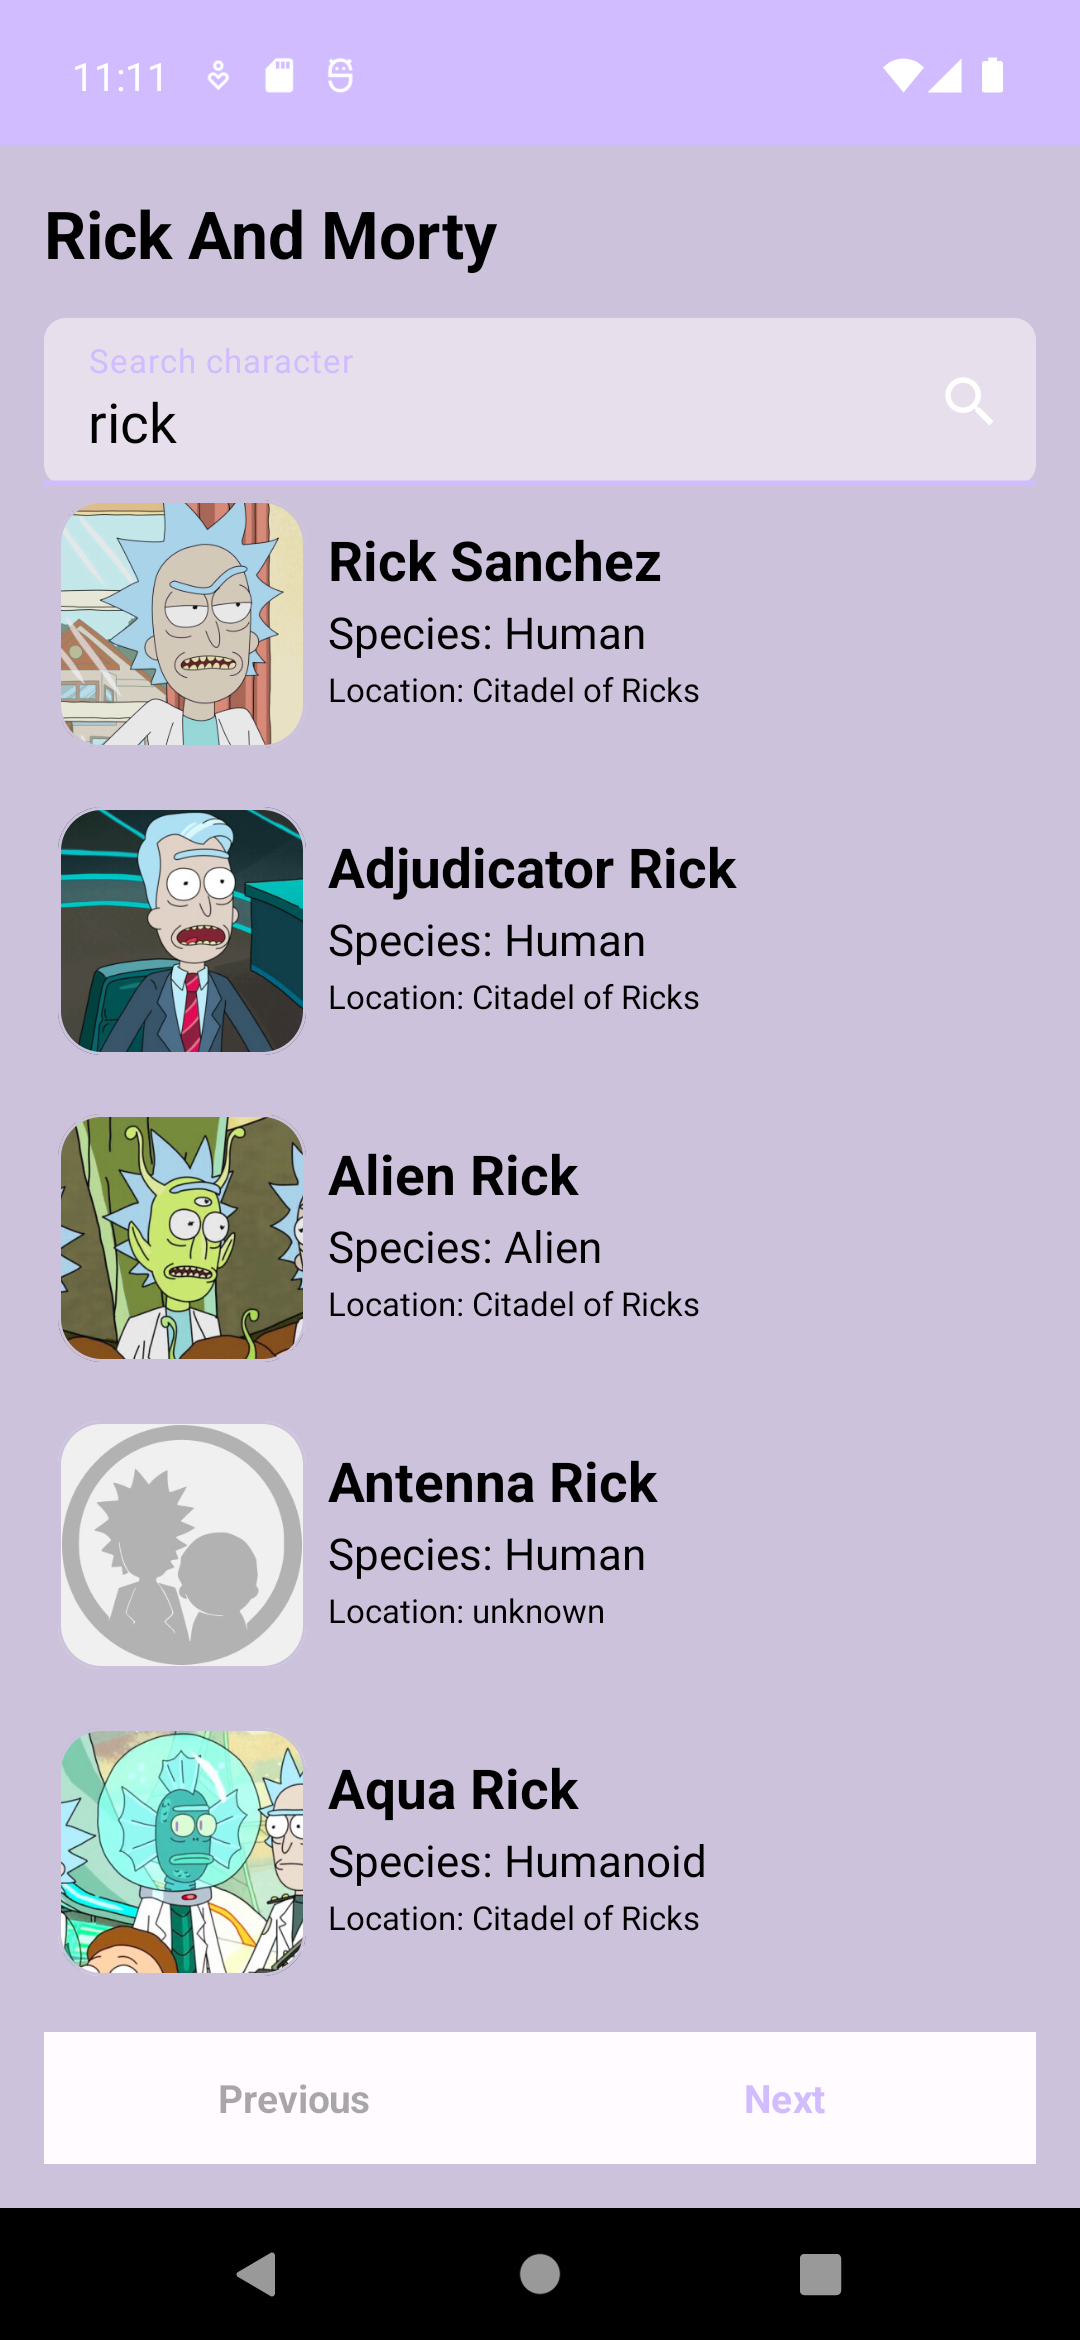 11:11
Rick And Morty
Search character
rick
Rick Sanchez
Species: Human
Location: Citadel of Ricks
Adjudicator Rick
Species: Human
Location: Citadel of Ricks
Alien Rick
Species: Alien
Location: Citadel of Ricks
Antenna Rick
Species: Human
Location: unknown
Aqua Rick
Species: Humanoid
Location: Citadel of Ricks
Previous Next